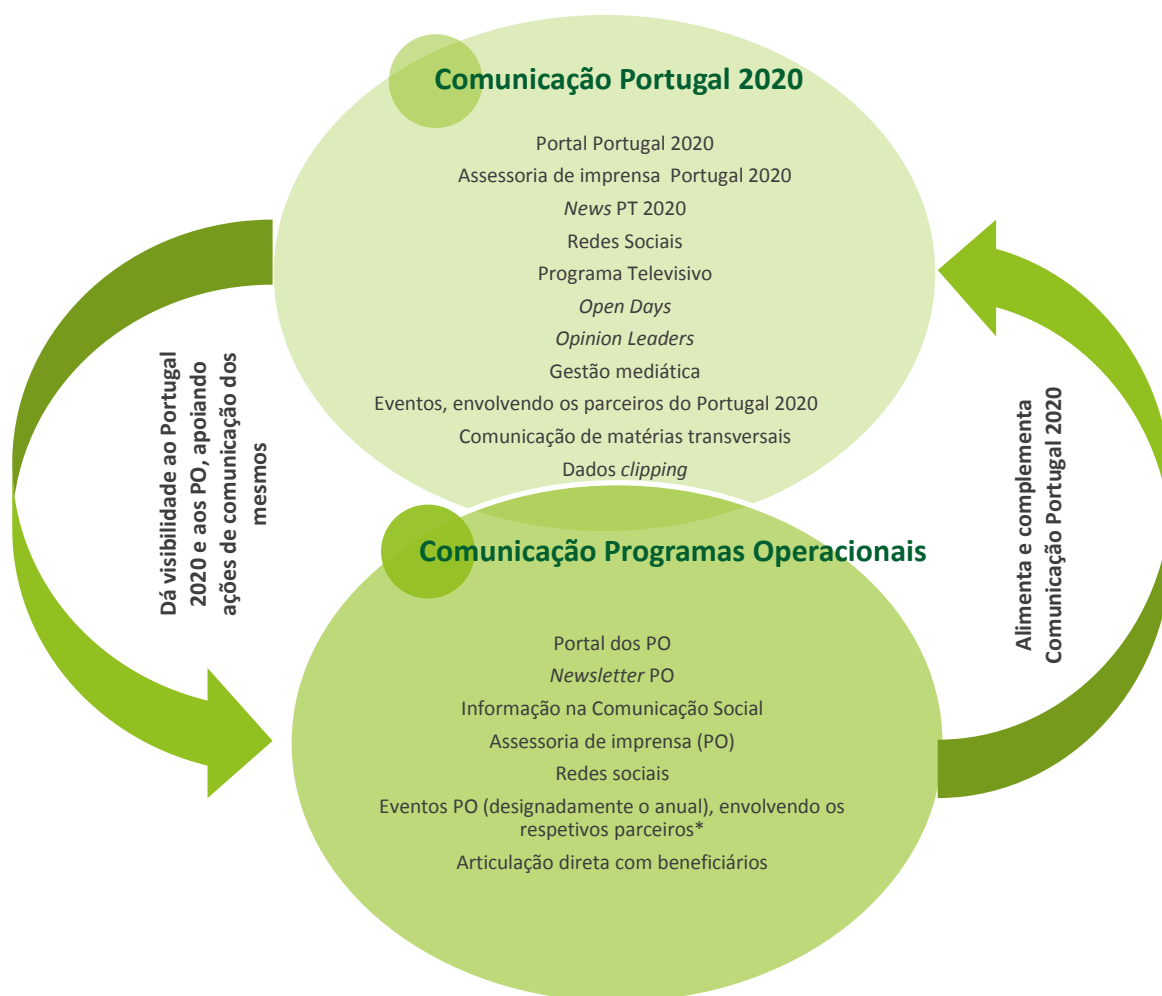 Comunicação Portugal 2020
Portal Portugal 2020
Assessoria de imprensa Portugal 2020
News PT 2020
Redes Sociais
Programa Televisivo
Open Days
Opinion Leaders
Gestão mediática
Eventos, envolvendo os parceiros do Portugal 2020
Comunicação de matérias transversais
Dados clipping
Dá visibilidade ao Portugal
2020 e aos PO, apoiando
ações de comunicação dos
mesmos
Alimenta e complementa
Comunicação Portugal 2020
Comunicação Programas Operacionais
Portal dos PO
Newsletter PO
Informação na Comunicação Social
Assessoria de imprensa (PO)
Redes sociais
Eventos PO (designadamente o anual), envolvendo os
respetivos parceiros*
Articulação direta com beneficiários